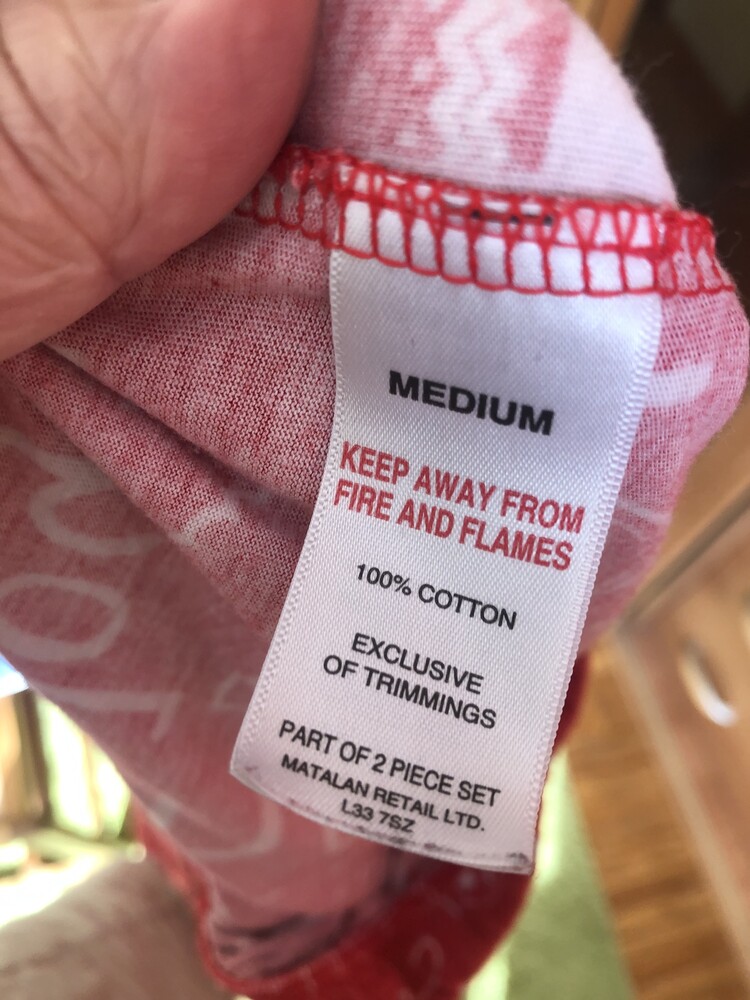 MEDIUM
KEEP AWAY FROM
FIRE AND FLAMES
100% COTTON
EXCLUSIVE
OF TRIMMINGS
PART OF 2 PIECE SET
MATALAN RETAIL LTD.
L33 7SZ